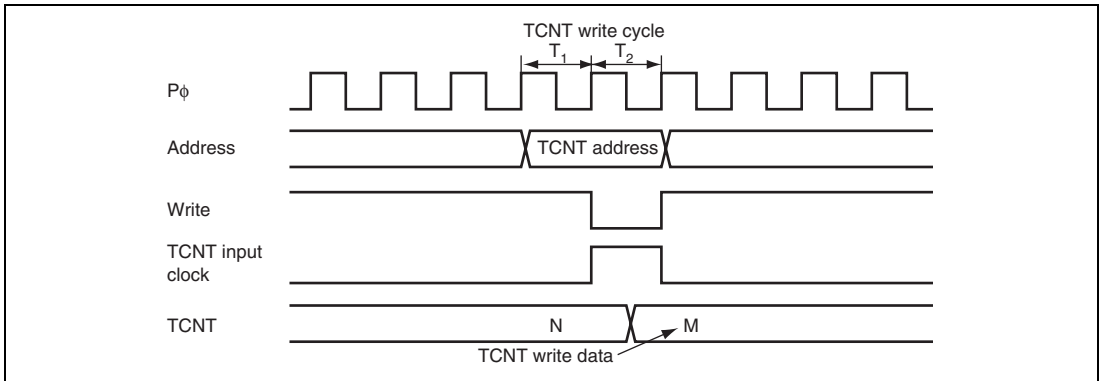 TCNT write cycle
T1 T2
Pϕ
Address
TCNT address
Write
TCNT input
clock
TCNT
N
M
TCNT write data